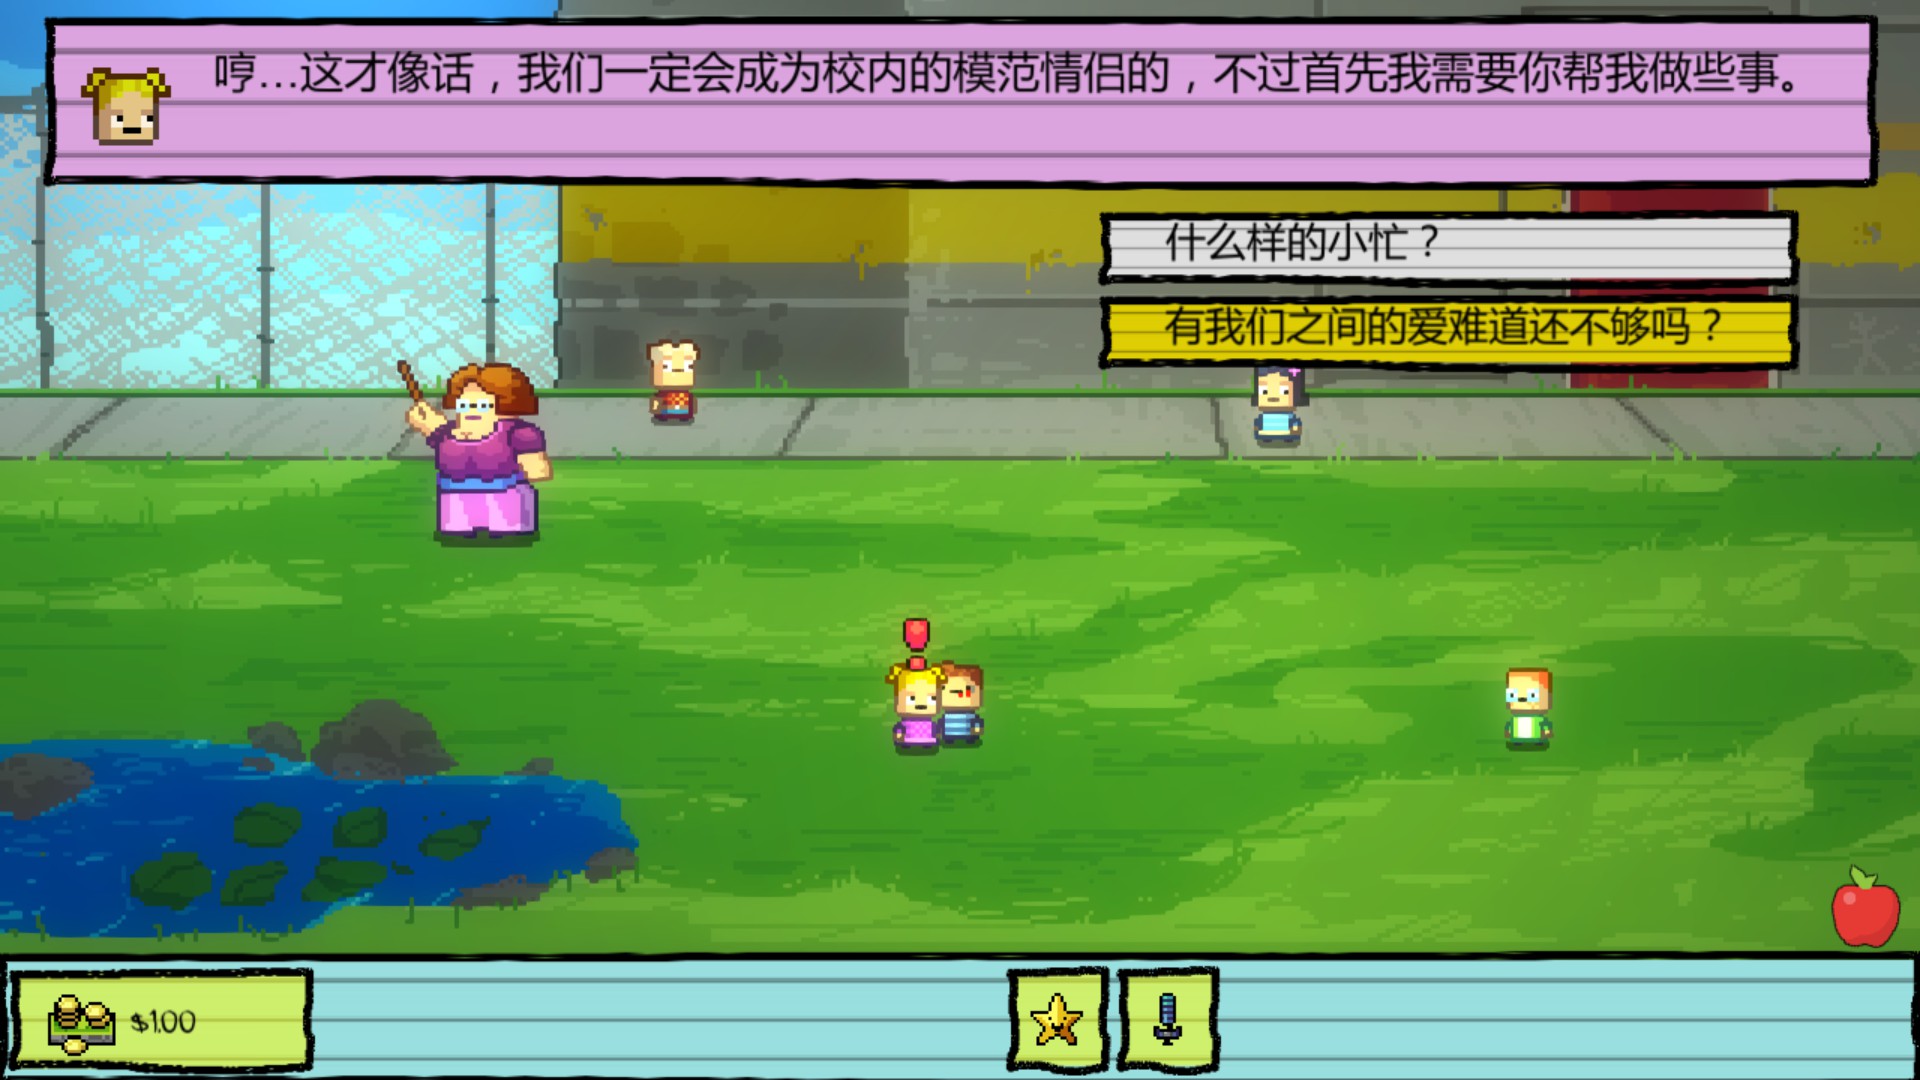 哼…这才像话，我们一定会成为校内的模范情侣的，不过首先我需要你帮我做些事。
什么样的小忙？
有我们之间的爱难道还不够吗？
$1.00